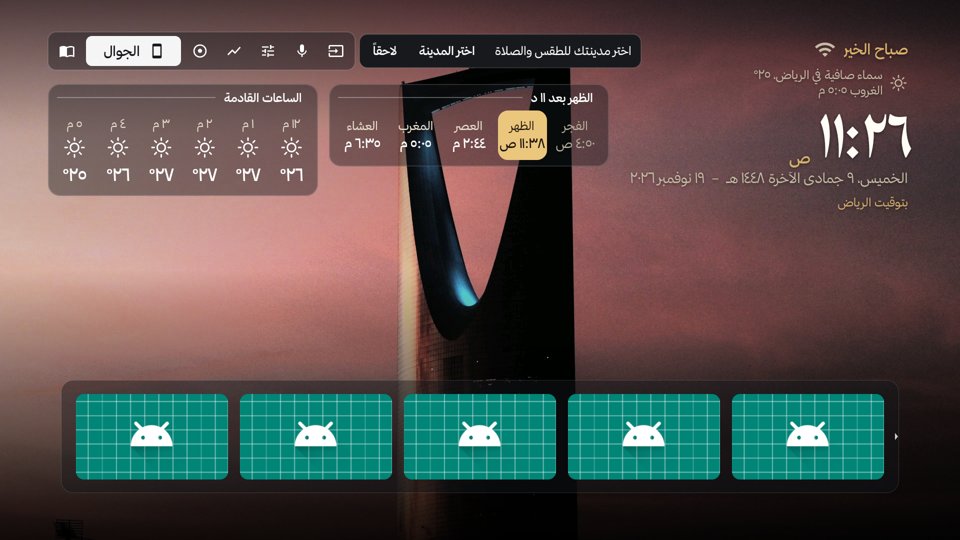 صباح الخير
سماء صافية في الرياض، ٢٥°
الغروب ٥:٠٥ م
١١:٢٦ ص
الخميس، ٩ جمادى الآخرة ١٤٤٨ هـ – ١٩ نوفمبر ٢٠٢٦
بتوقيت الرياض
اختر مدينتك للطقس والصلاة اختر المدينة لاحقاً
الجوال
الظهر بعد ١١ د
الفجر الظهر العصر المغرب العشاء
٤:٥٠ ص ١١:٣٨ ص ٢:٤٤ م ٥:٠٥ م ٦:٣٥ م
الساعات القادمة
١٢ م ١ م ٢ م ٣ م ٤ م ٥ م
٢٦° ٢٧° ٢٧° ٢٧° ٢٦° ٢٥°